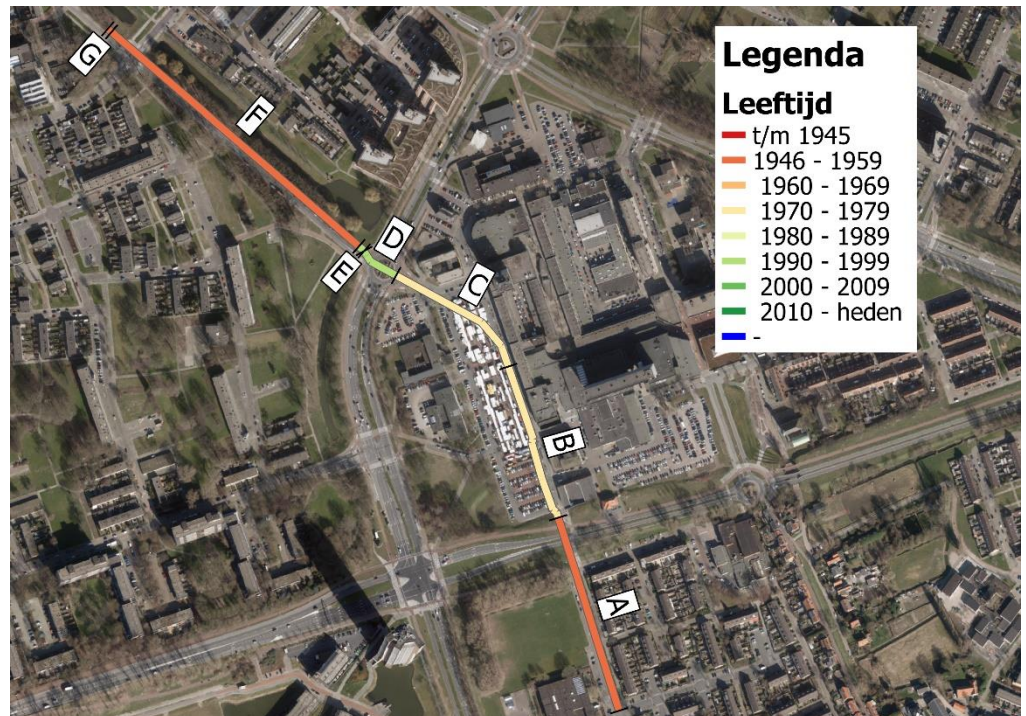 G
F
E
D
C
B
A
Legenda
Leeftijd
t/m 1945
1946 - 1959
1960 - 1969
1970 - 1979
1980 - 1989
1990 - 1999
2000 - 2009
2010 - heden
-